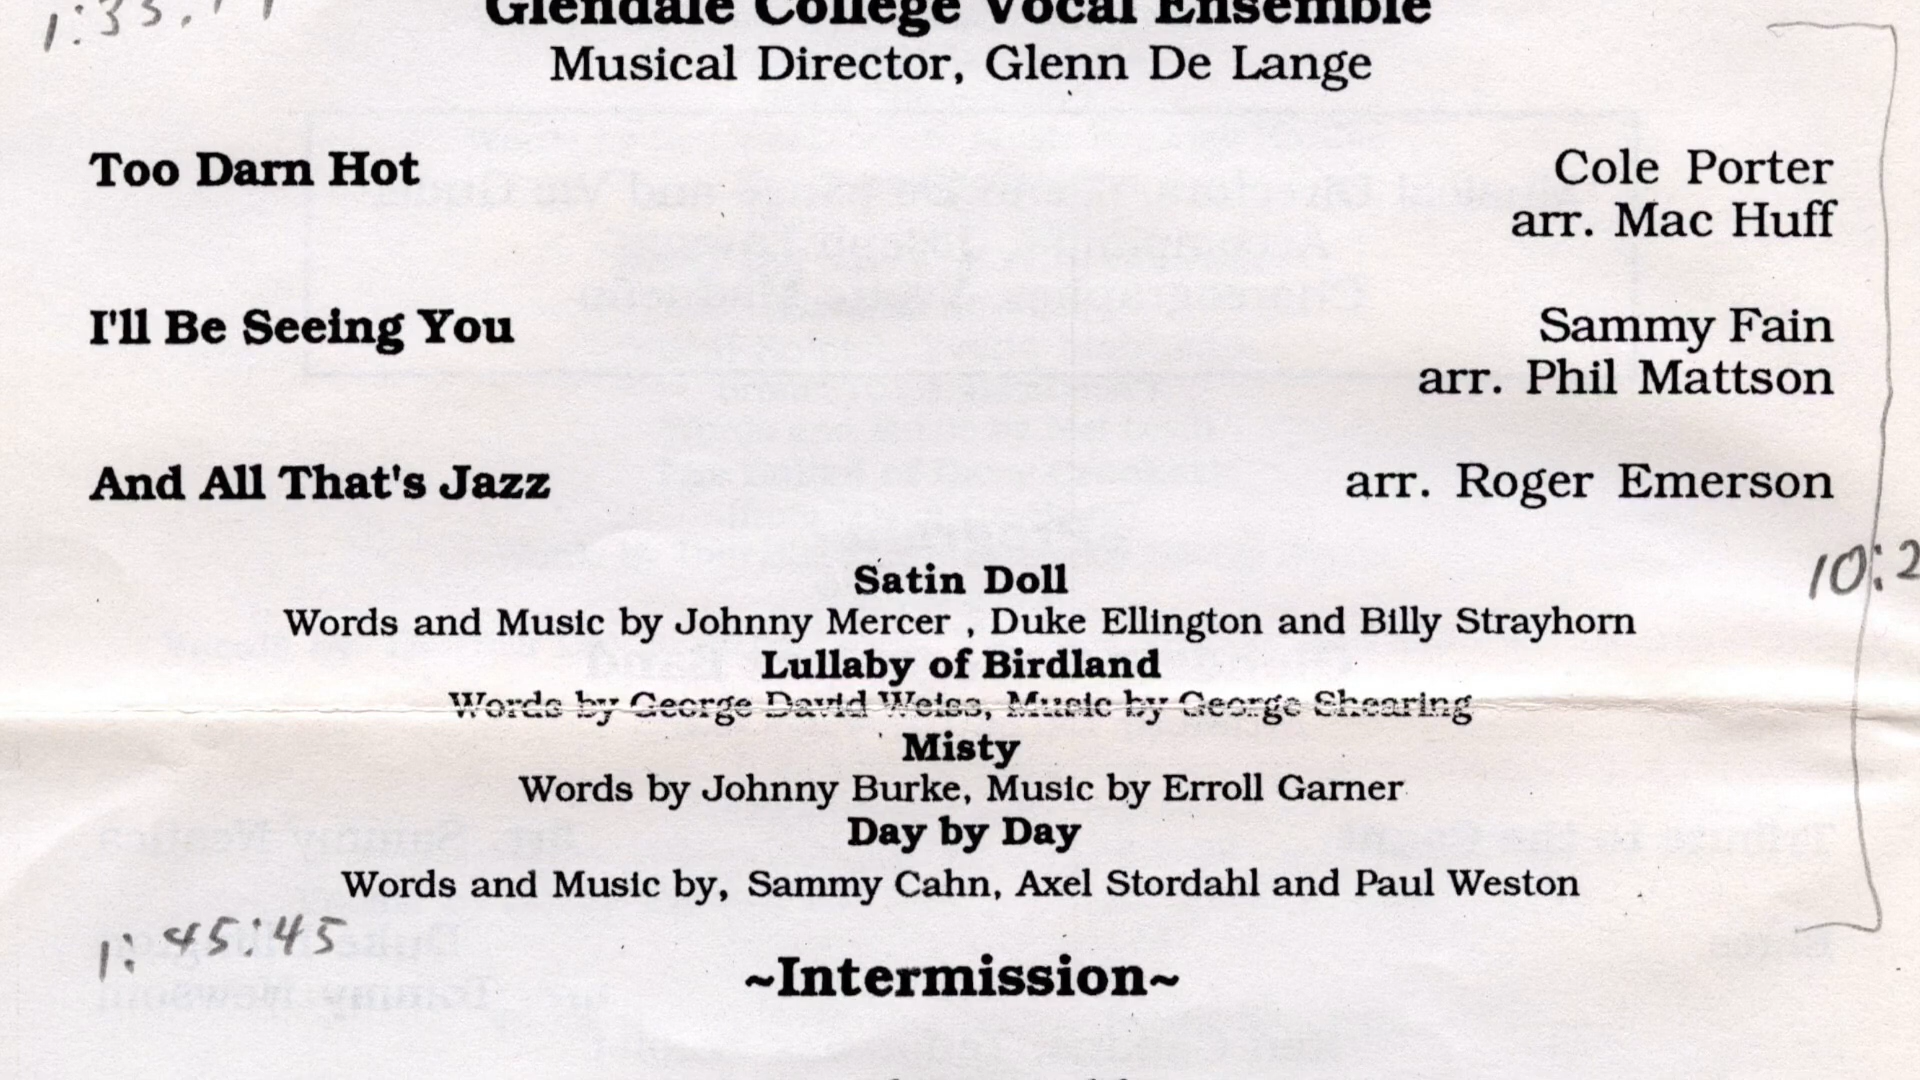 Glendale College Vocal Ensemble
Musical Director, Glenn De Lange
Too Darn Hot Cole Porter
arr. Mac Huff
I'll Be Seeing You Sammy Fain
arr. Phil Mattson
And All That's Jazz arr. Roger Emerson
Satin Doll
10:2
Words and Music by Johnny Mercer , Duke Ellington and Billy Strayhorn
Lullaby of Birdland
Words by George David Weiss, Music by George Shearing
Misty
Words by Johnny Burke, Music by Erroll Garner
Day by Day
Words and Music by, Sammy Cahn, Axel Stordahl and Paul Weston
1:45:45
~Intermission~